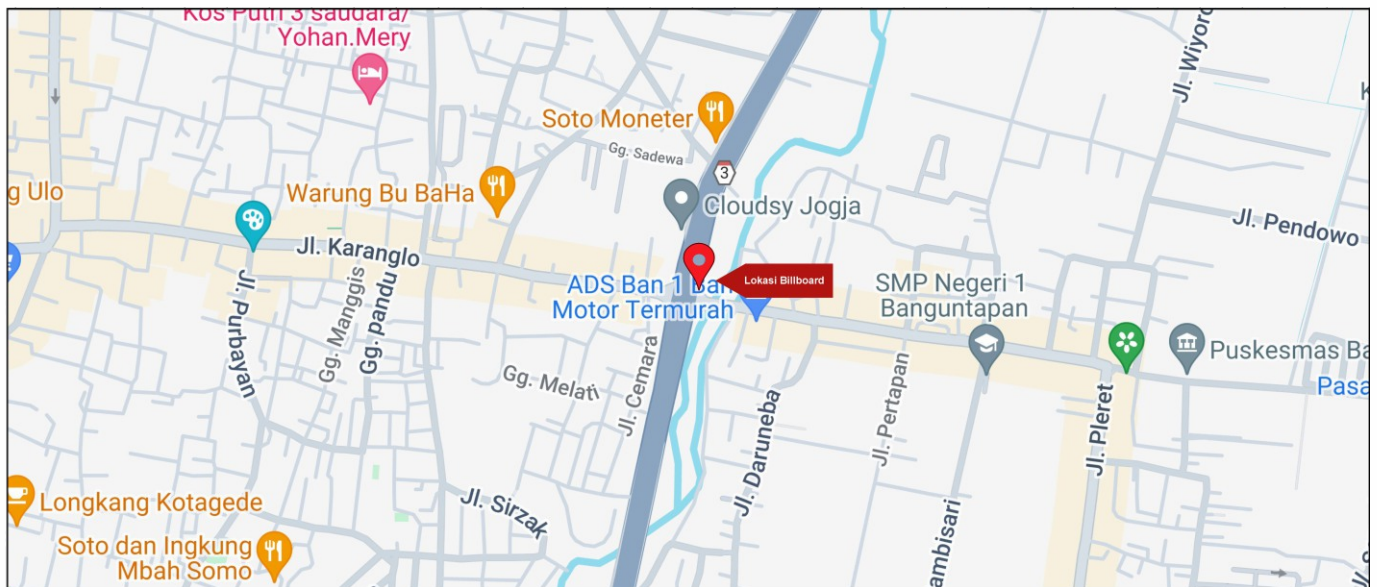 Kos Putri 3 saudara/
Yohan.Mery
Soto Moneter
Gg. Sadewa
3
Jl. Wiyoro
g Ulo
Warung Bu BaHa
Cloudsy Jogja
Jl. Pendowo
Jl. Karanglo
Lokasi Billboard
ADS Ban 1 Ban
Motor Termurah
SMP Negeri 1
Banguntapan
Jl. Purbayan
Gg. Manggis
Gg. pandu
Gg. Melati
Jl. Cemara
Jl. Pertapan
Puskesmas Ba
Pasa
Jl. Pleret
Jl. Daruneba
Longkang Kotagede
Jl. Sirzak
Soto dan Ingkung
Mbah Somo
ambisari